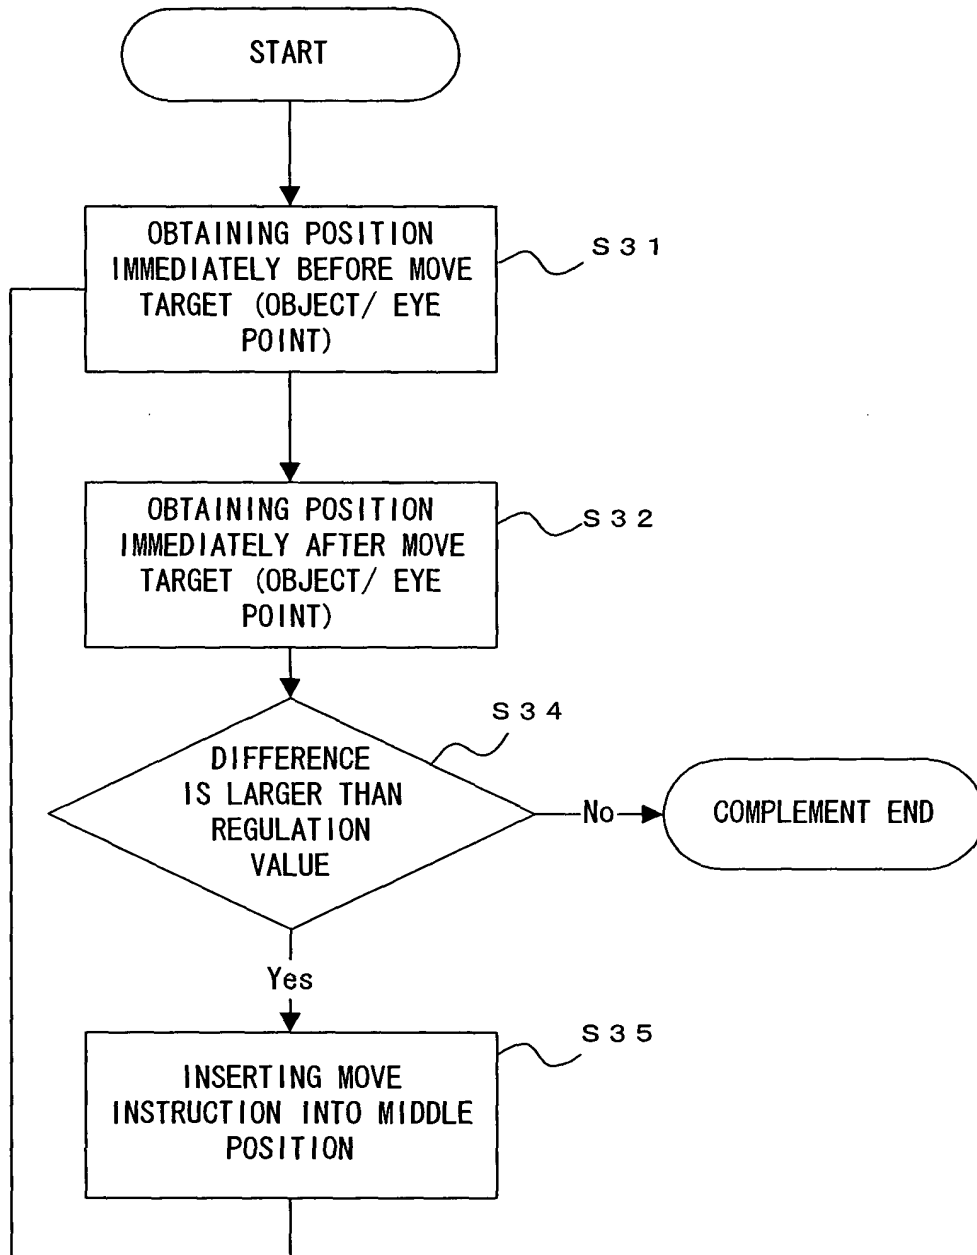 START
OBTAINING POSITION
IMMEDIATELY BEFORE MOVE
TARGET (OBJECT/ EYE
POINT)
S31
OBTAINING POSITION
IMMEDIATELY AFTER MOVE
TARGET (OBJECT/ EYE
POINT)
S32
S34
DIFFERENCE
IS LARGER THAN
REGULATION
VALUE
No
COMPLEMENT END
Yes
S35
INSERTING MOVE
INSTRUCTION INTO MIDDLE
POSITION